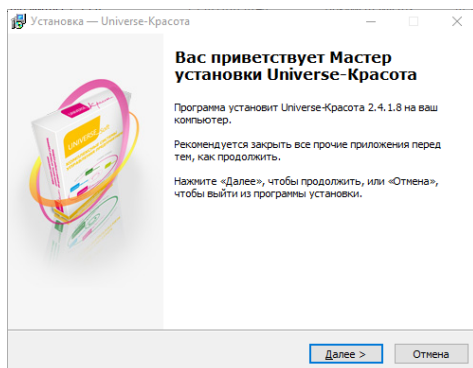 Установка — Universe-Красота
Вас приветствует Мастер
установки Universe-Красота
Программа установит Universe-Красота 2.4.1.8 на ваш
компьютер.
Рекомендуется закрыть все прочие приложения перед
тем, как продолжить.
Нажмите «Далее», чтобы продолжить, или «Отмена»,
чтобы выйти из программы установки.
UNIVERSE
Далее >
Отмена